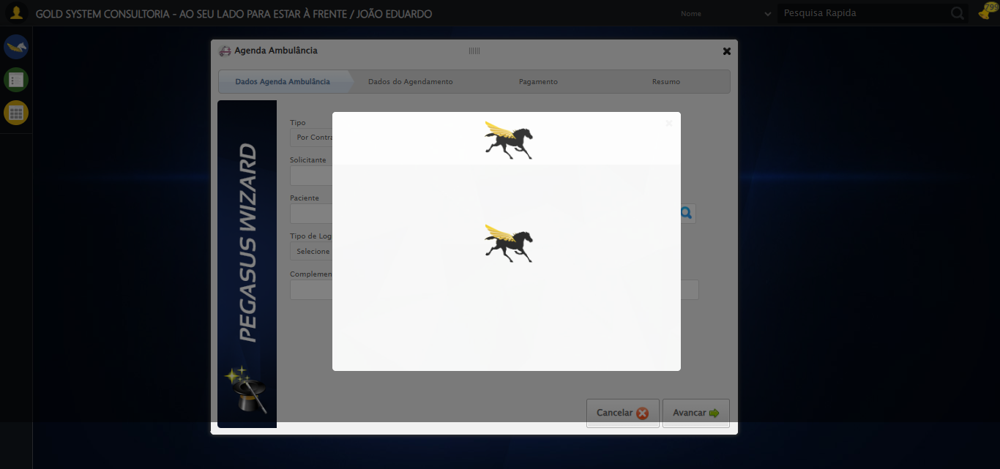 GOLD SYSTEM CONSULTORIA - AO SEU LADO PARA ESTAR À FRENTE / JOÃO EDUARDO
Nome
Pesquisa Rapida
799
Agenda Ambulância
Dados Agenda Ambulância
Dados do Agendamento
Pagamento
Resumo
PEGASUS WIZARD
Tipo
Por Contra
Solicitante
Paciente
Tipo de Log
Selecione
Complemen
Cancelar
Avancar